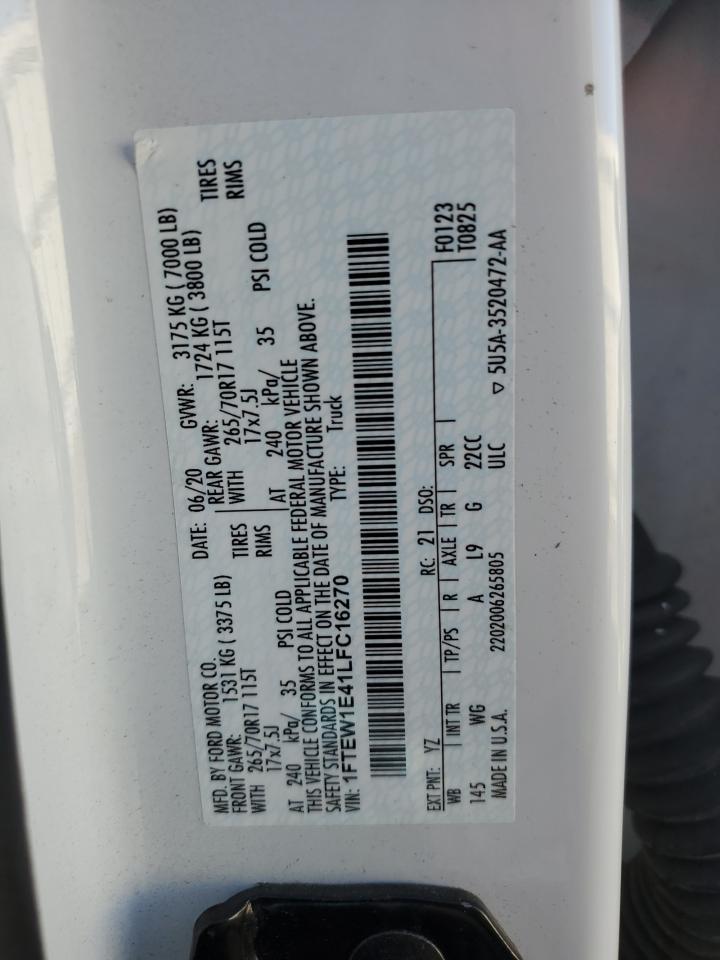 MFD. BY FORD MOTOR CO.
DATE: 06/20 GVWR: 3175 KG ( 7000 LB)
FRONT GAWR: 1531 KG ( 3375 LB)
REAR GAWR: 1724 KG ( 3800 LB)
WITH 265/70R17 115T TIRES
WITH 265/70R17 115T TIRES
17x7.5J RIMS
17x7.5J RIMS
AT 240 kPa/ 35 PSI COLD
AT 240 kPa/ 35 PSI COLD
THIS VEHICLE CONFORMS TO ALL APPLICABLE FEDERAL MOTOR VEHICLE
SAFETY STANDARDS IN EFFECT ON THE DATE OF MANUFACTURE SHOWN ABOVE.
VIN: 1FTEW1E41LFC16270 TYPE: Truck
F0123
T0825
EXT PNT: YZ RC: 21 DSO:
WB INT TR TP/PS R AXLE TR SPR
145 WG A L9 G 22CC
MADE IN U.S.A. 2202006265805 ULC ▽ 5U5A-3520472-AA